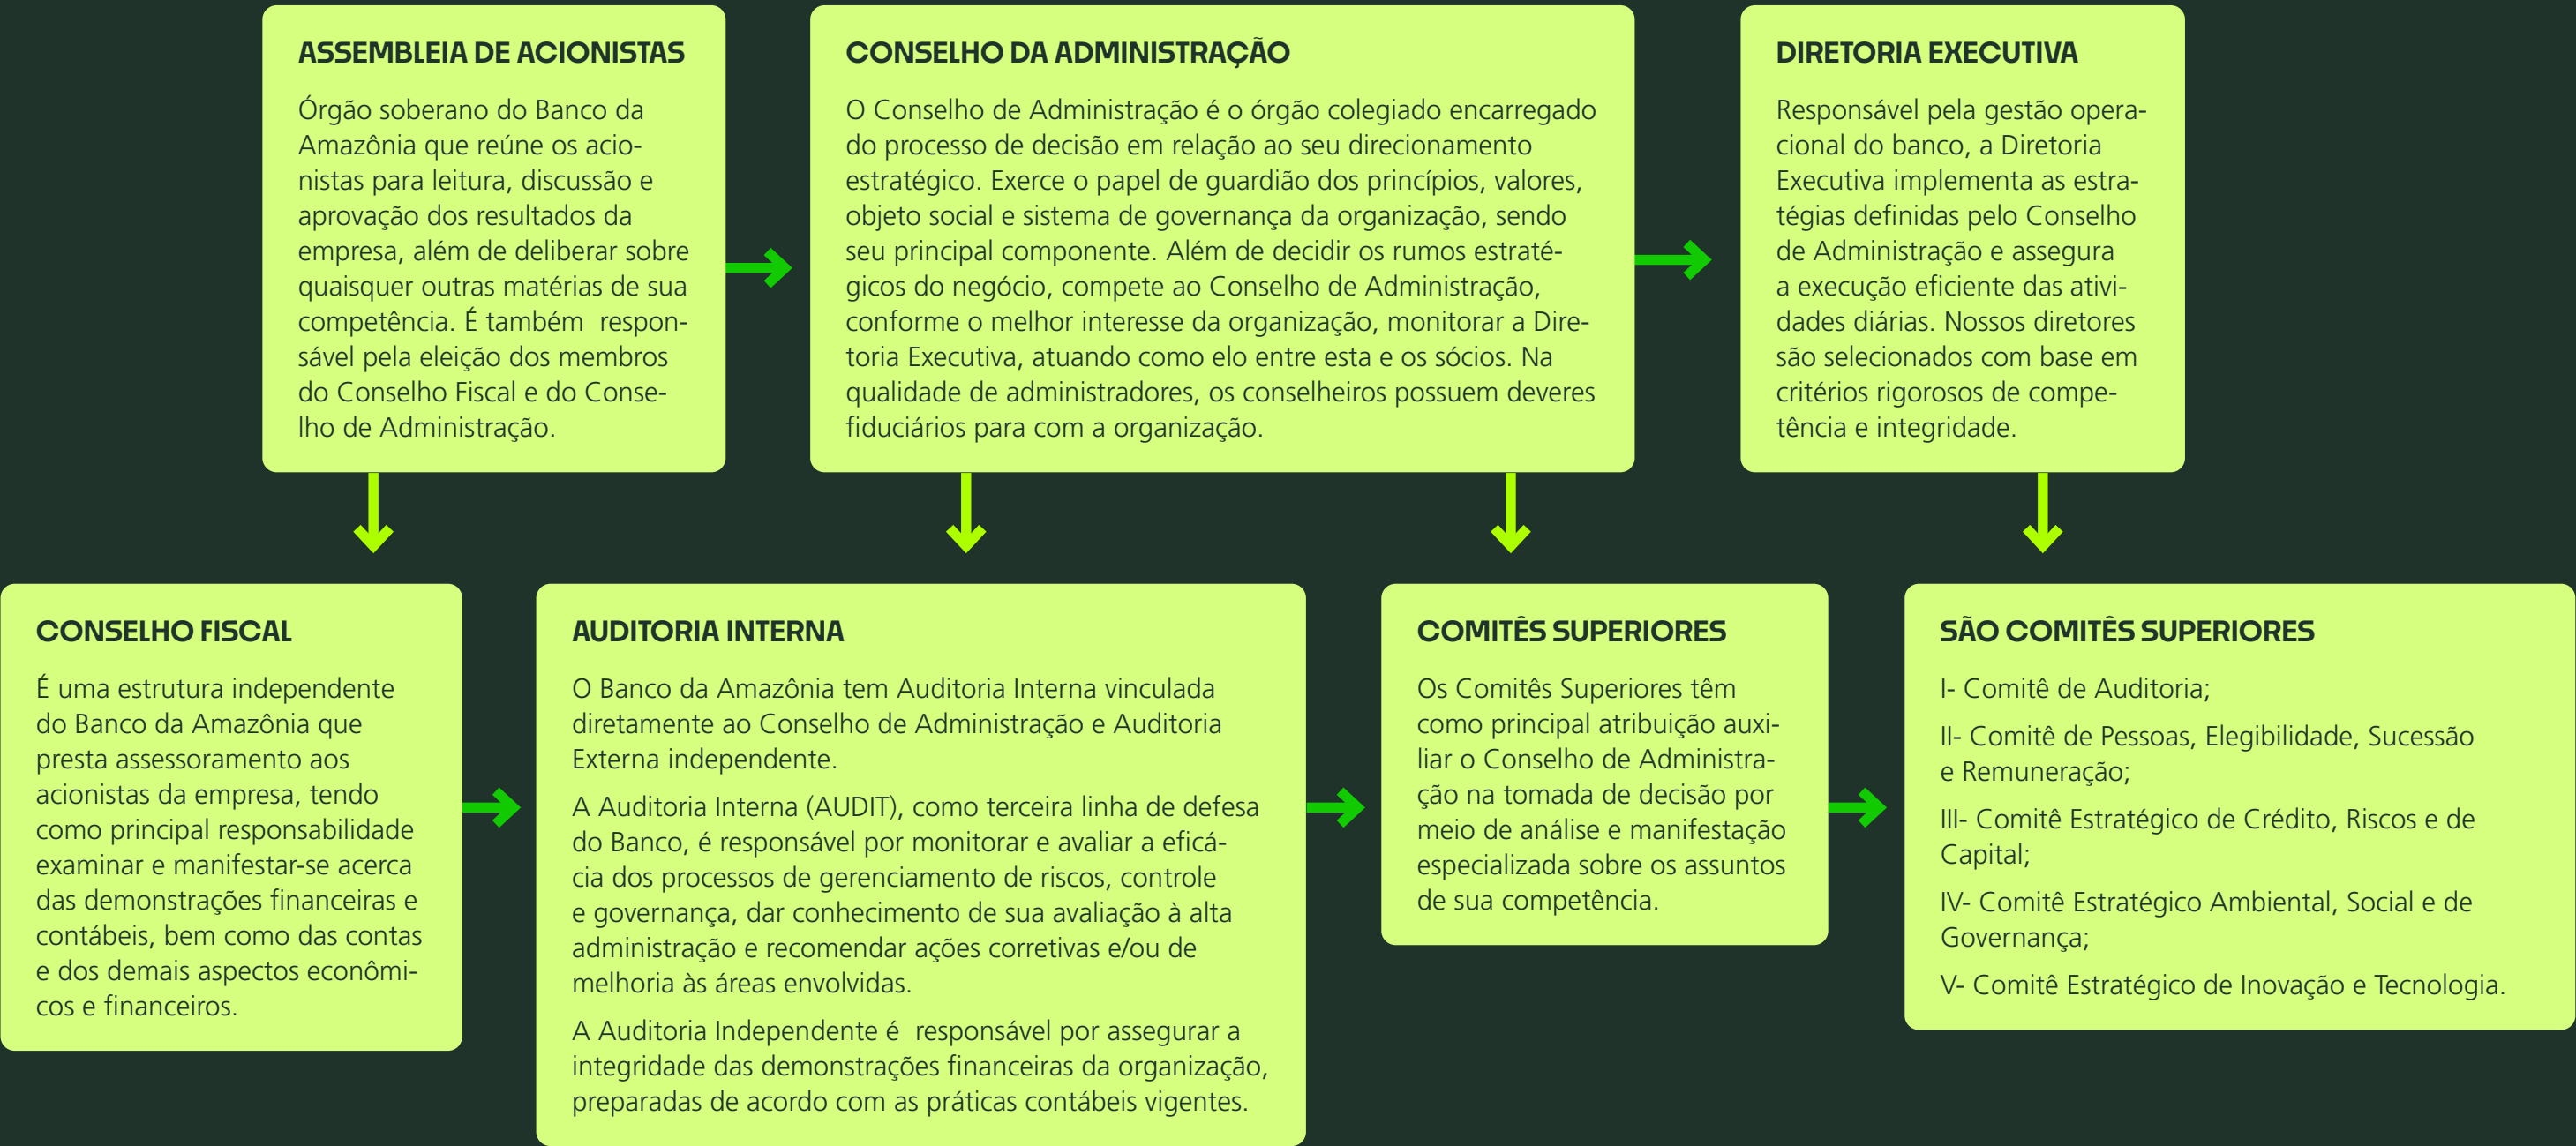 ASSEMBLEIA DE ACIONISTAS
Órgão soberano do Banco da
Amazônia que reúne os acio-
nistas para leitura, discussão e
aprovação dos resultados da
empresa, além de deliberar sobre
quaisquer outras matérias de sua
competência. É também respon-
sável pela eleição dos membros
do Conselho Fiscal e do Conse-
lho de Administração.
CONSELHO DA ADMINISTRAÇÃO
O Conselho de Administração é o órgão colegiado encarregado
do processo de decisão em relação ao seu direcionamento
estratégico. Exerce o papel de guardião dos princípios, valores,
objeto social e sistema de governança da organização, sendo
seu principal componente. Além de decidir os rumos estraté-
gicos do negócio, compete ao Conselho de Administração,
conforme o melhor interesse da organização, monitorar a Dire-
toria Executiva, atuando como elo entre esta e os sócios. Na
qualidade de administradores, os conselheiros possuem deveres
fiduciários para com a organização.
DIRETORIA EXECUTIVA
Responsável pela gestão opera-
cional do banco, a Diretoria
Executiva implementa as estra-
tégias definidas pelo Conselho
de Administração e assegura
a execução eficiente das ativi-
dades diárias. Nossos diretores
são selecionados com base em
critérios rigorosos de compe-
tência e integridade.
CONSELHO FISCAL
É uma estrutura independente
do Banco da Amazônia que
presta assessoramento aos
acionistas da empresa, tendo
como principal responsabilidade
examinar e manifestar-se acerca
das demonstrações financeiras e
contábeis, bem como das contas
e dos demais aspectos econômi-
cos e financeiros.
AUDITORIA INTERNA
O Banco da Amazônia tem Auditoria Interna vinculada
diretamente ao Conselho de Administração e Auditoria
Externa independente.
A Auditoria Interna (AUDIT), como terceira linha de defesa
do Banco, é responsável por monitorar e avaliar a eficá-
cia dos processos de gerenciamento de riscos, controle
e governança, dar conhecimento de sua avaliação à alta
administração e recomendar ações corretivas e/ou de
melhoria às áreas envolvidas.
A Auditoria Independente é responsável por assegurar a
integridade das demonstrações financeiras da organização,
preparadas de acordo com as práticas contábeis vigentes.
COMITÊS SUPERIORES
Os Comitês Superiores têm
como principal atribuição auxi-
liar o Conselho de Administra-
ção na tomada de decisão por
meio de análise e manifestação
especializada sobre os assuntos
de sua competência.
SÃO COMITÊS SUPERIORES
I- Comitê de Auditoria;
II- Comitê de Pessoas, Elegibilidade, Sucessão
e Remuneração;
III- Comitê Estratégico de Crédito, Riscos e de
Capital;
IV- Comitê Estratégico Ambiental, Social e de
Governança;
V- Comitê Estratégico de Inovação e Tecnologia.